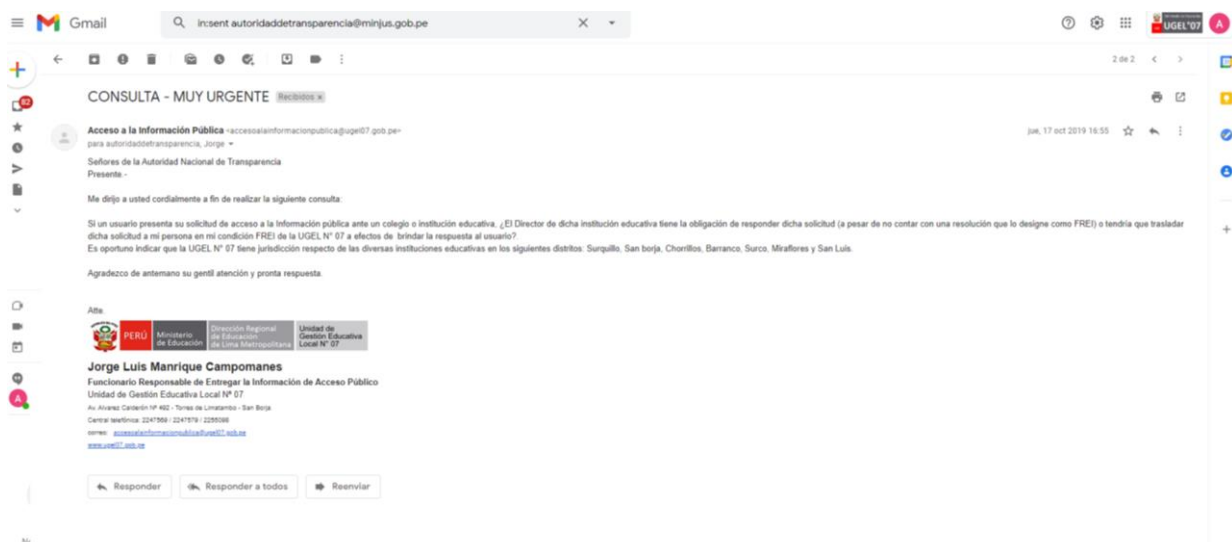 Gmail
in:sent autoridaddetransparencia@minjus.gob.pe
UGEL°07
A
2 de 2
82
CONSULTA - MUY URGENTE Recibidos x
Acceso a la Información Pública <accesoalainformacionpublica@ugel07.gob.pe>
jue, 17 oct 2019 16:55
para autoridaddetransparencia, Jorge
Señores de la Autoridad Nacional de Transparencia
Presente.-
Me dirijo a usted cordialmente a fin de realizar la siguiente consulta:
Si un usuario presenta su solicitud de acceso a la Información pública ante un colegio o institución educativa, ¿El Director de dicha institución educativa tiene la obligación de responder dicha solicitud (a pesar de no contar con una resolución que lo designe como FREI) o tendría que trasladar
dicha solicitud a mi persona en mi condición FREI de la UGEL N° 07 a efectos de brindar la respuesta al usuario?
Es oportuno indicar que la UGEL N° 07 tiene jurisdicción respecto de las diversas instituciones educativas en los siguientes distritos: Surquillo, San borja, Chorrillos, Barranco, Surco, Miraflores y San Luis.
Agradezco de antemano su gentil atención y pronta respuesta.
Atte.
PERÚ
Ministerio
de Educación
Dirección Regional
de Educación
de Lima Metropolitana
Unidad de
Gestión Educativa
Local N° 07
Jorge Luis Manrique Campomanes
Funcionario Responsable de Entregar la Información de Acceso Público
Unidad de Gestión Educativa Local Nº 07
Av. Alvarez Calderón Nº 492 - Torres de Limatambo - San Borja
Central telefónica: 2247569 / 2247579 / 2255098
correo: accesoalainformacionpublica@ugel07.gob.pe
www.ugel07.gob.pe
A
Responder
Responder a todos
Reenviar